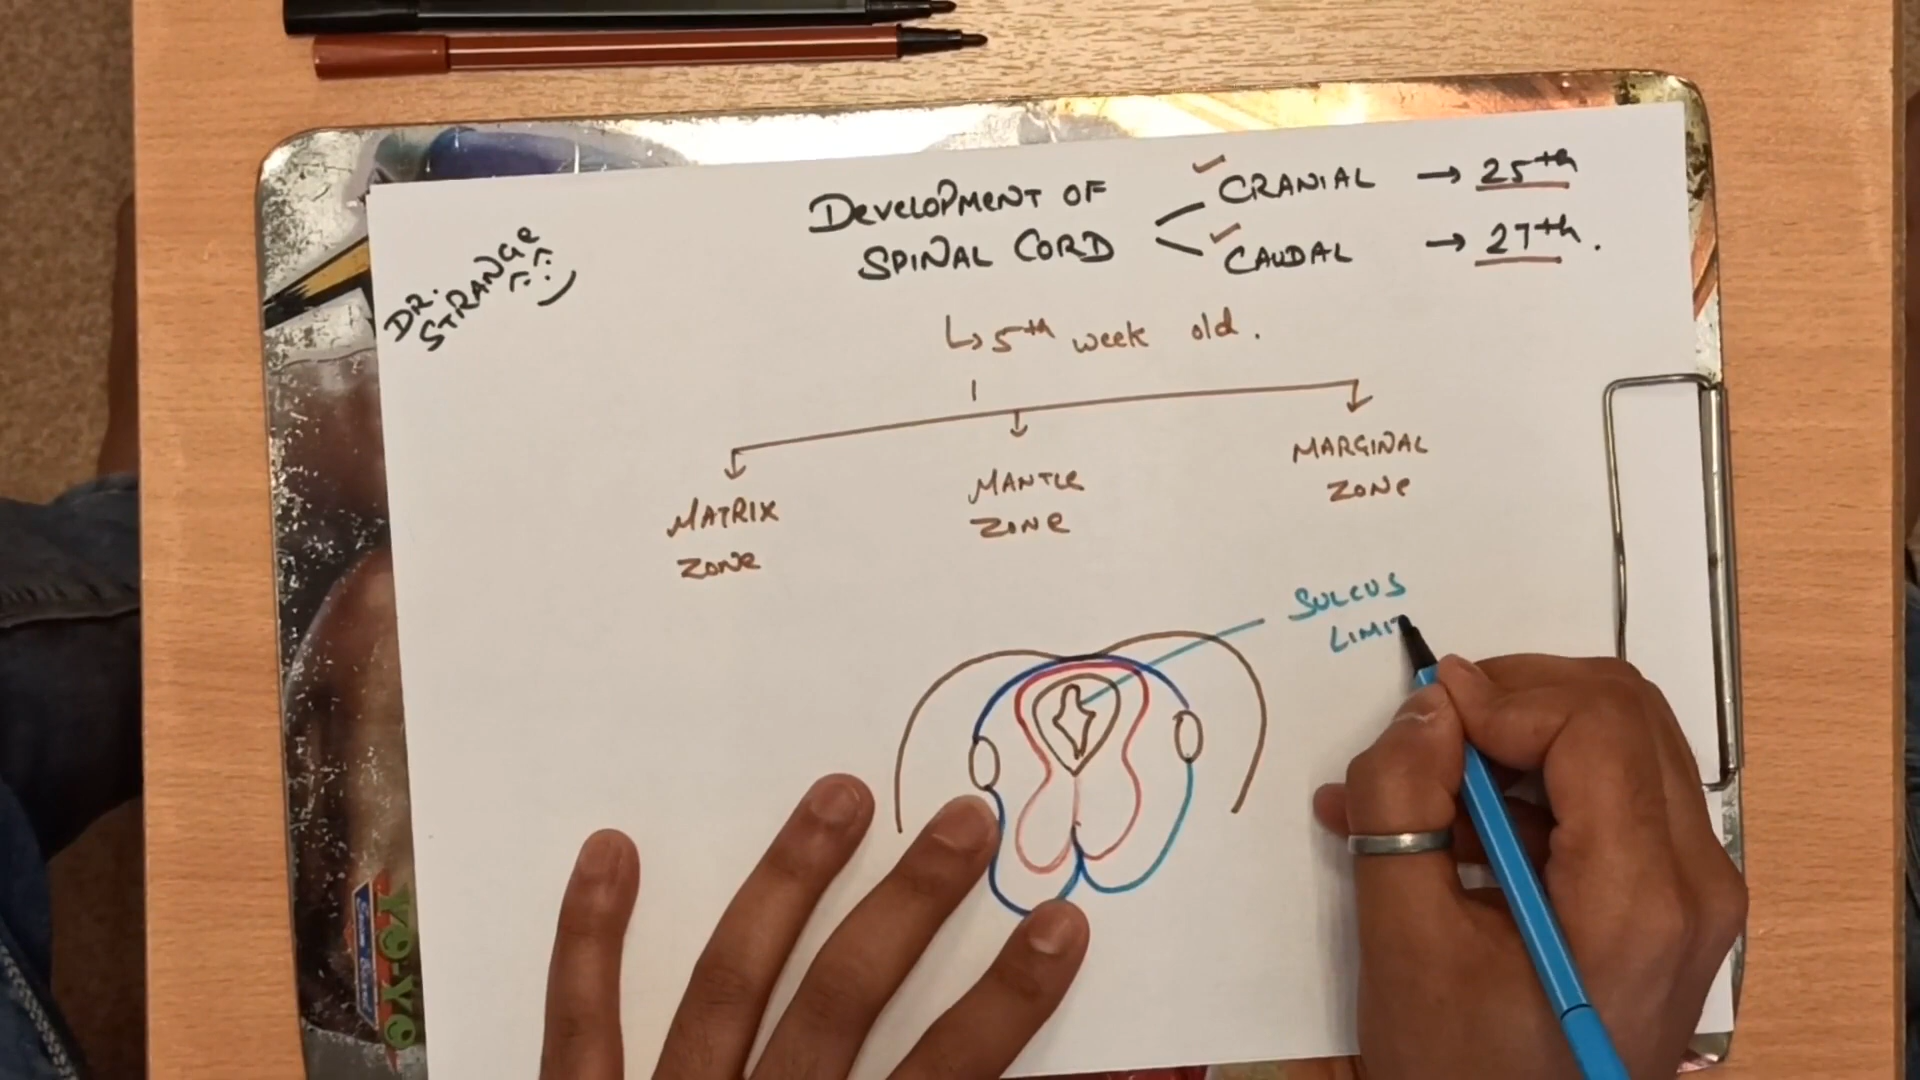 DR.
STRANGE
DEVELOPMENT OF
SPINAL CORD
CRANIAL → 25th
CAUDAL → 27th.
↳ 5th week old.
MATRIX
ZONE
MANTLE
ZONE
MARGINAL
ZONE
SULCUS
LIMIT